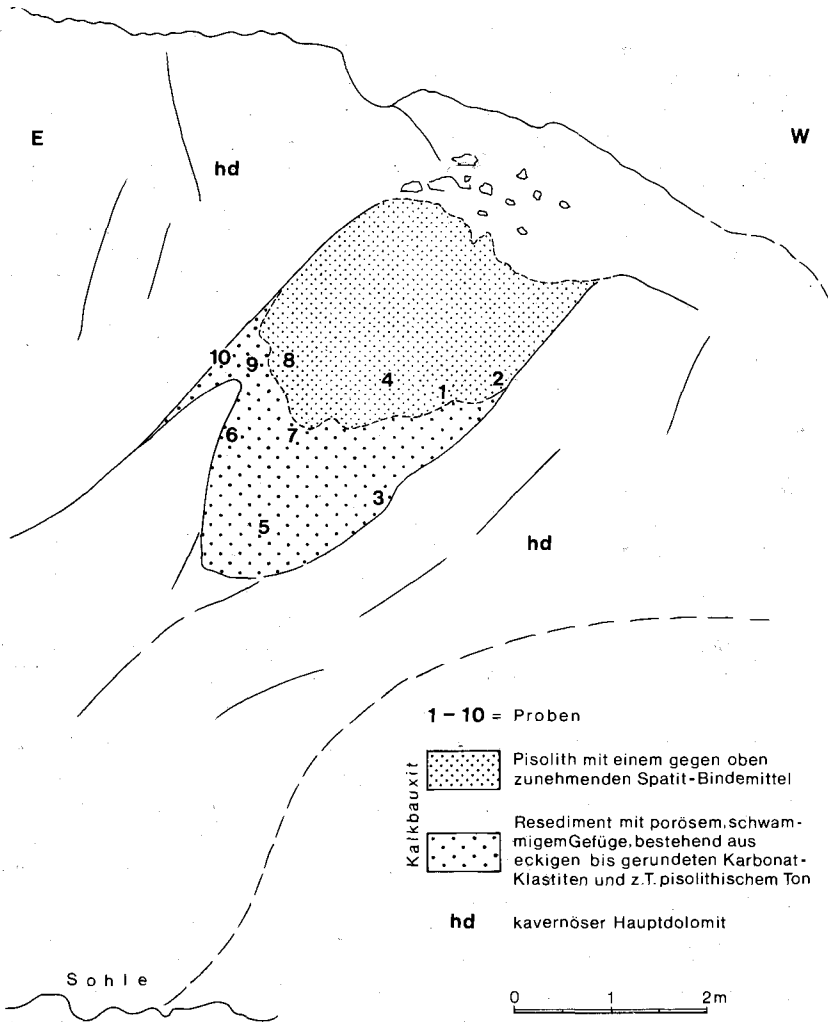 E
W
hd
10
9
8
4
1
2
6
7
3
5
hd
1 – 10 = Proben
Kalkbauxit
Pisolith mit einem gegen oben
zunehmenden Spatit-Bindemittel
Resediment mit porösem, schwam-
migem Gefüge, bestehend aus
eckigen bis gerundeten Karbonat-
Klastiten und z.T. pisolithischem Ton
hd kavernöser Hauptdolomit
Sohle
0 1 2 m